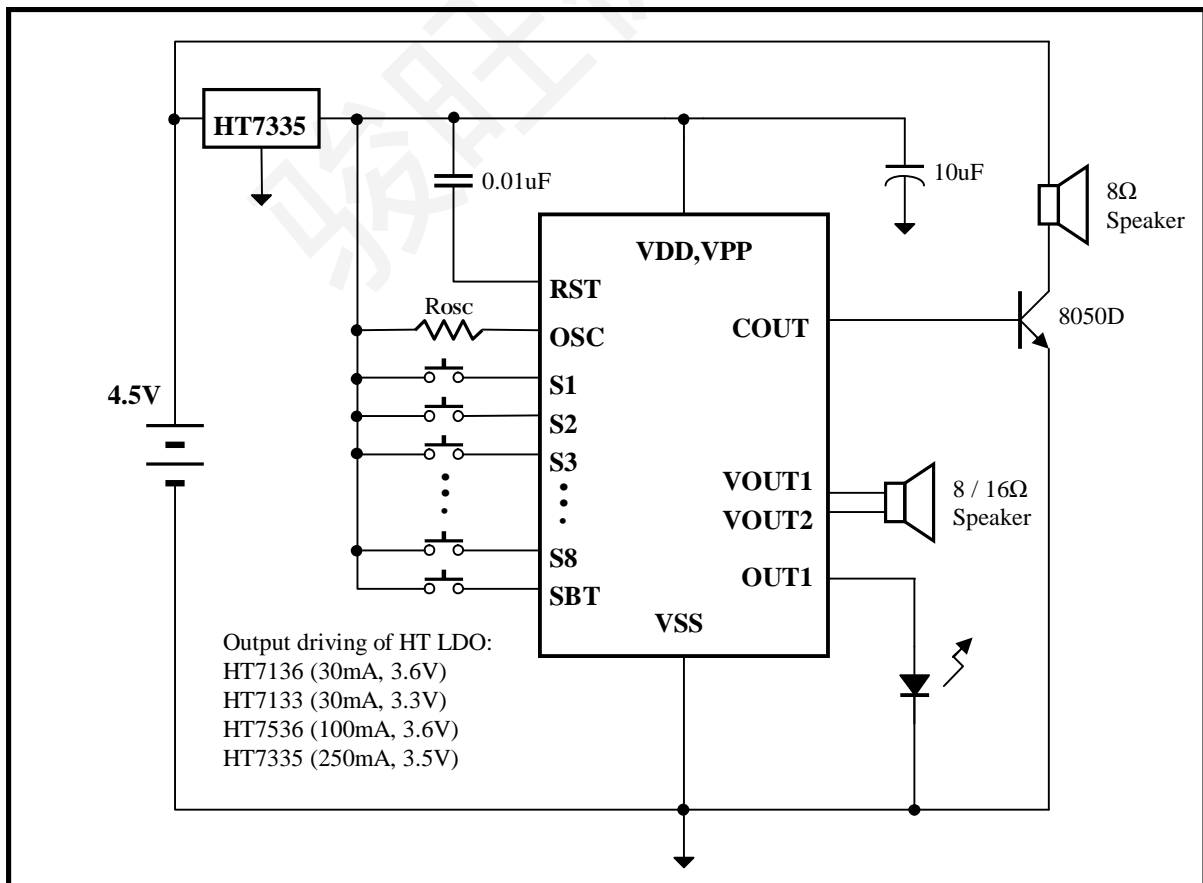 骏旺
HT7335
0.01uF
10uF
8Ω
Speaker
VDD,VPP
RST
Rosc
OSC
COUT
8050D
S1
4.5V
S2
S3
VOUT1
8 / 16Ω
VOUT2
Speaker
S8
OUT1
SBT
VSS
Output driving of HT LDO:
HT7136 (30mA, 3.6V)
HT7133 (30mA, 3.3V)
HT7536 (100mA, 3.6V)
HT7335 (250mA, 3.5V)